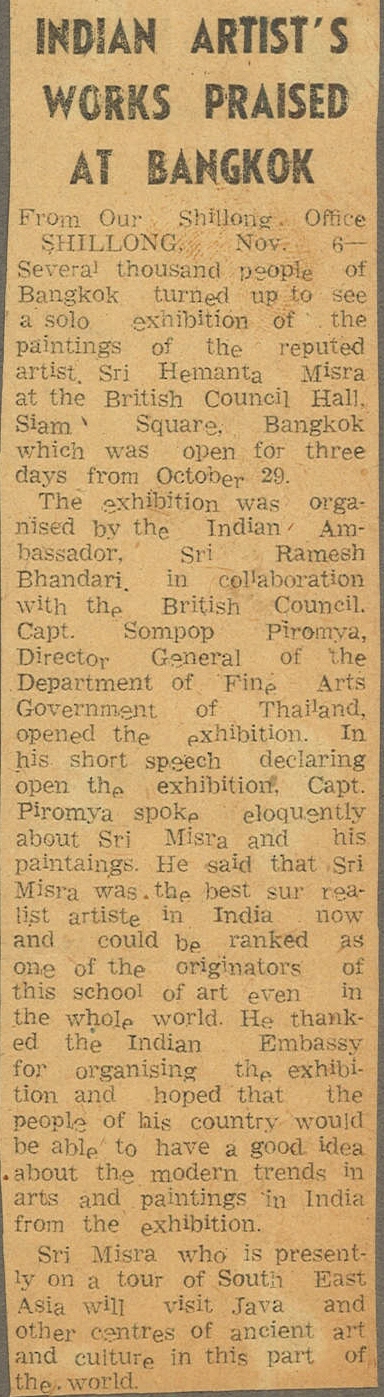 INDIAN ARTIST'S
WORKS PRAISED
AT BANGKOK
From Our Shillong Office
SHILLONG, Nov. 6—
Several thousand people of
Bangkok turned up to see
a solo exhibition of the
paintings of the reputed
artist, Sri Hemanta Misra
at the British Council Hall,
Siam Square, Bangkok
which was open for three
days from October 29.
The exhibition was orga-
nised by the Indian Am-
bassador, Sri Ramesh
Bhandari, in collaboration
with the British Council.
Capt. Sompop Piromya,
Director General of the
Department of Fine Arts
Government of Thailand,
opened the exhibition. In
his short speech declaring
open the exhibition, Capt.
Piromya spoke eloquently
about Sri Misra and his
paintaings. He said that Sri
Misra was the best sur rea-
list artiste in India now
and could be ranked as
one of the originators of
this school of art even in
the whole world. He thank-
ed the Indian Embassy
for organising the exhibi-
tion and hoped that the
people of his country would
be able to have a good idea
about the modern trends in
arts and paintings in India
from the exhibition.
Sri Misra who is present-
ly on a tour of South East
Asia will visit Java and
other centres of ancient art
and culture in this part of
the world.